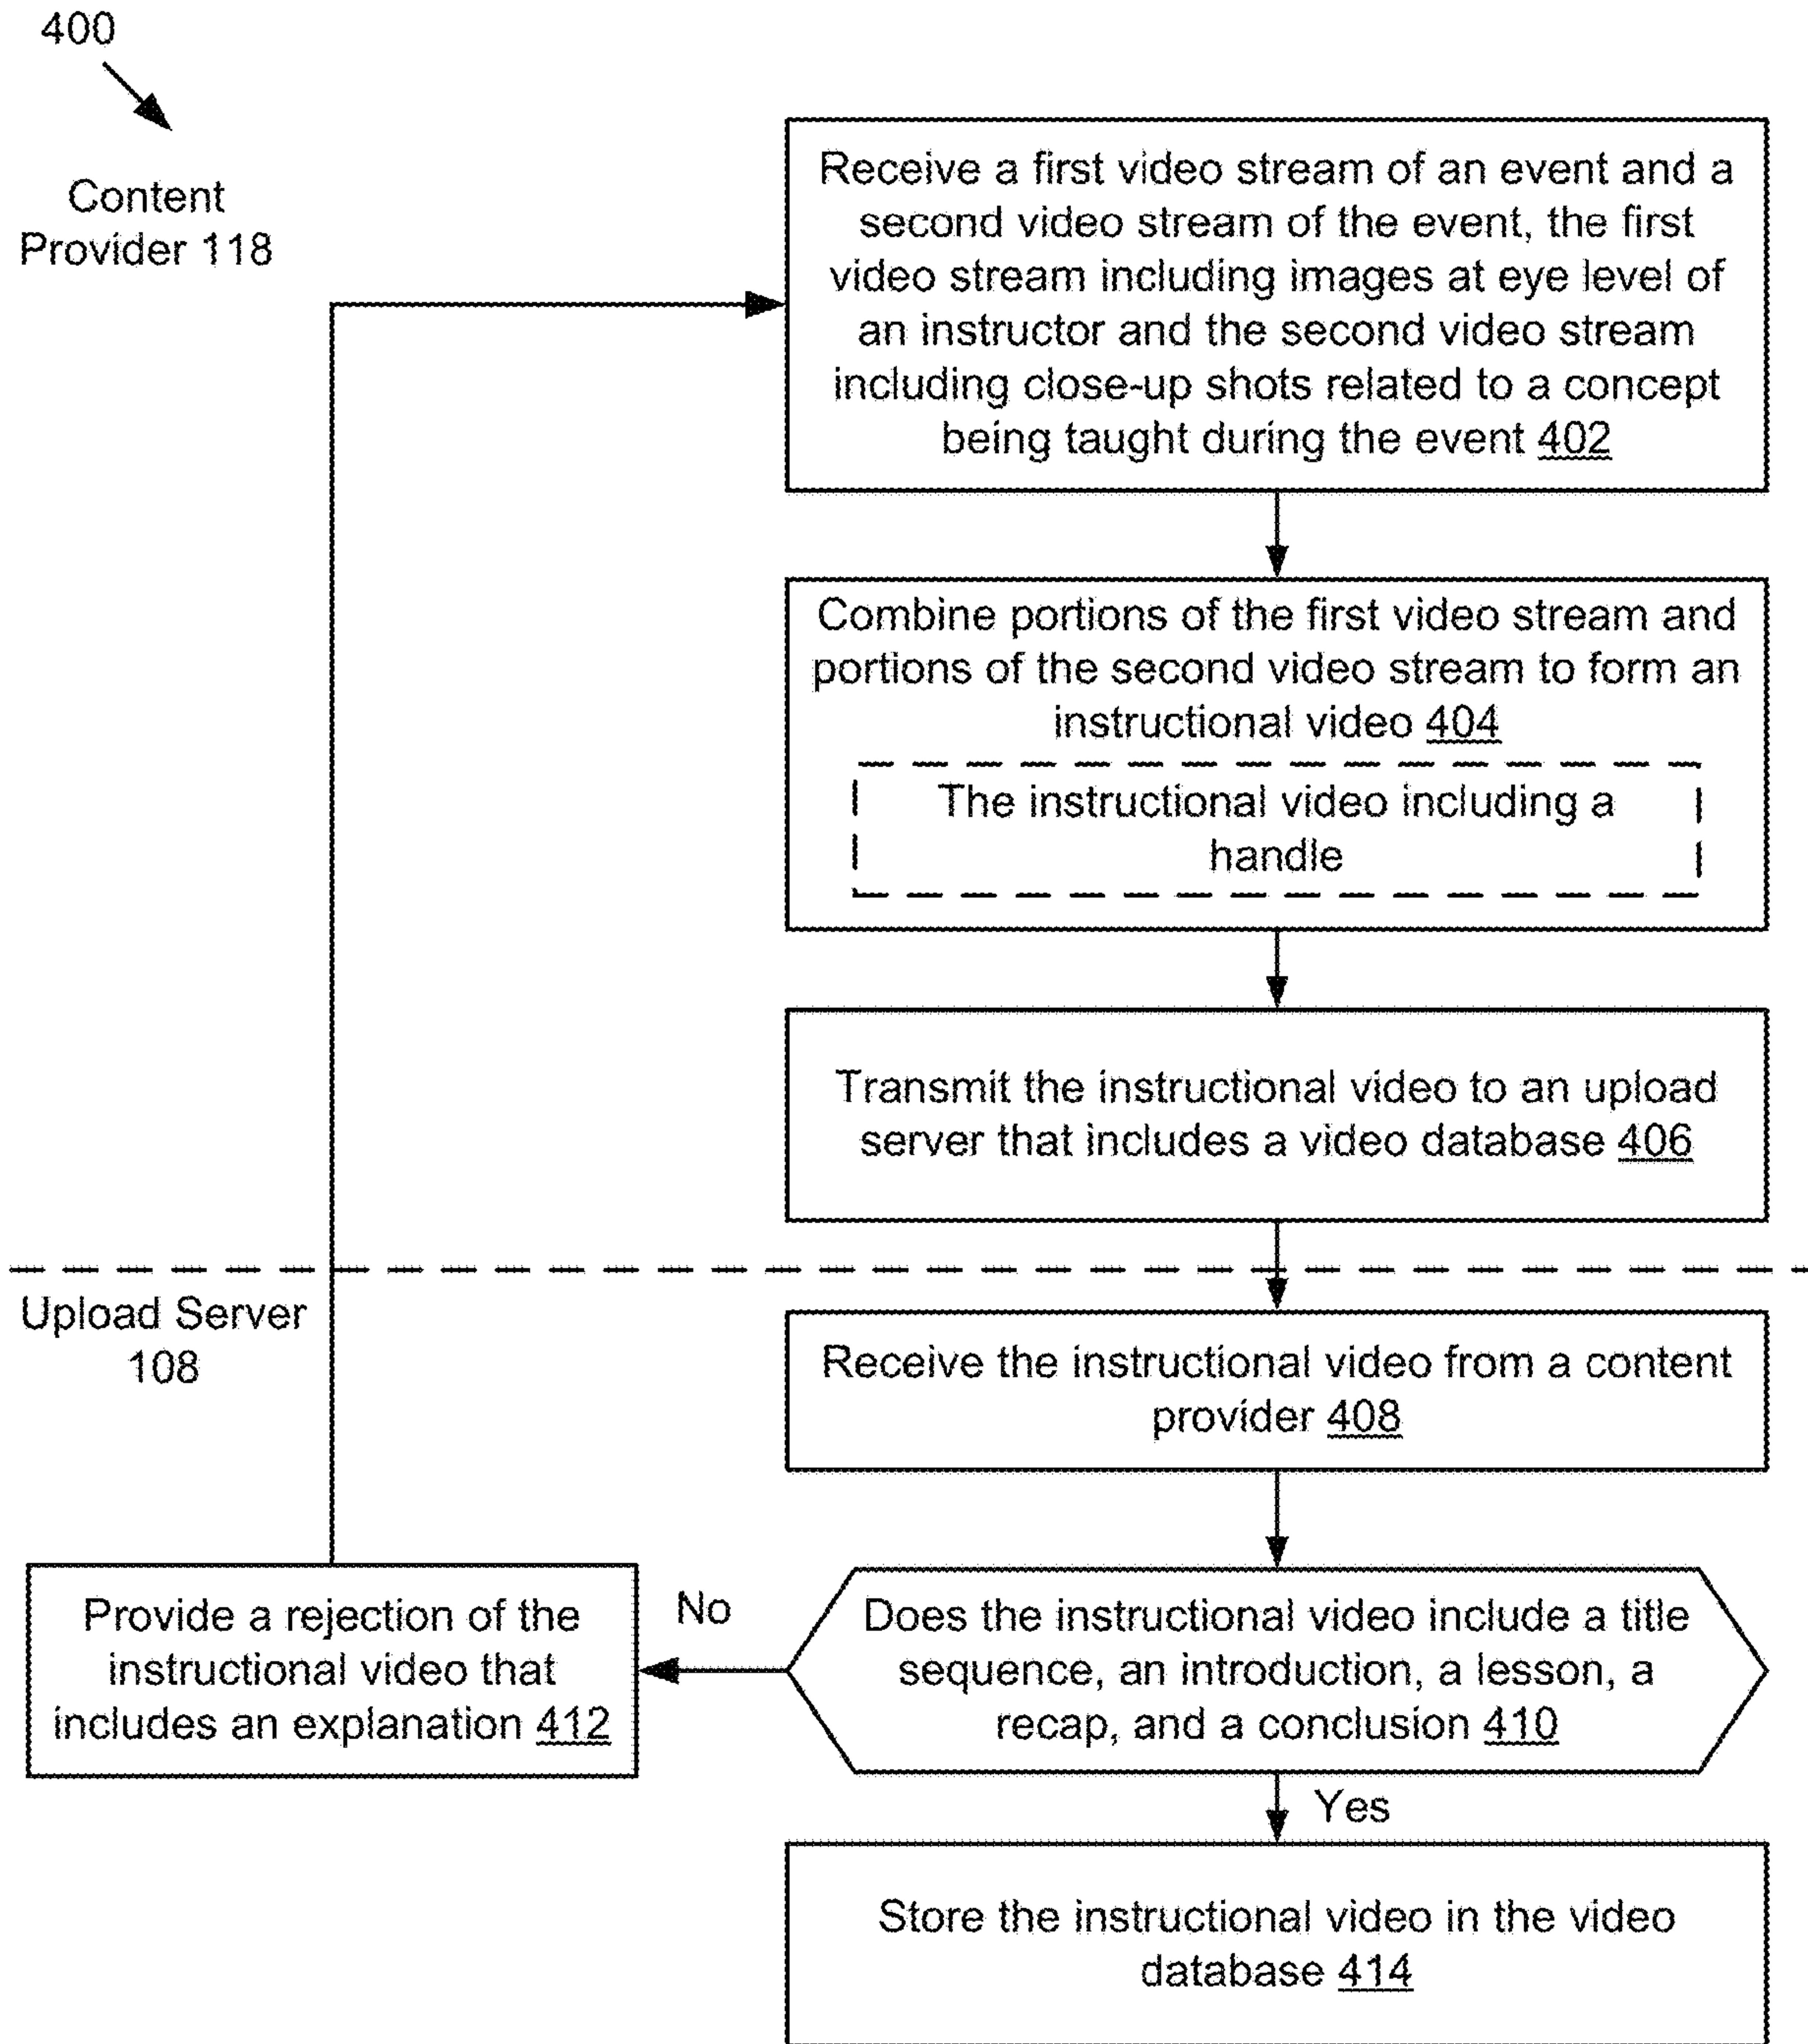 400
Content
Provider 118
Receive a first video stream of an event and a
second video stream of the event, the first
video stream including images at eye level of
an instructor and the second video stream
including close-up shots related to a concept
being taught during the event 402
Combine portions of the first video stream and
portions of the second video stream to form an
instructional video 404
The instructional video including a
handle
Transmit the instructional video to an upload
server that includes a video database 406
Upload Server
108
Receive the instructional video from a content
provider 408
Does the instructional video include a title
sequence, an introduction, a lesson, a
recap, and a conclusion 410
No
Provide a rejection of the
instructional video that
includes an explanation 412
Yes
Store the instructional video in the video
database 414